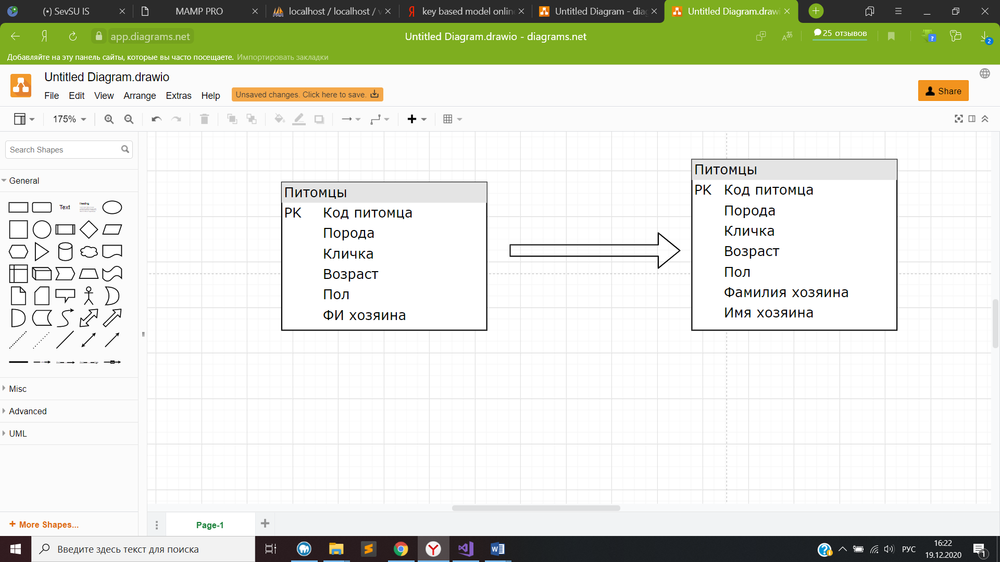 (•) SevSU IS
MAMP PRO
localhost / localhost /
key based model online
Untitled Diagram - diag
Untitled Diagram.drawi
app.diagrams.net
Untitled Diagram.drawio - diagrams.net
25 отзывов
2
Добавляйте на эту панель сайты, которые вы часто посещаете. Импортировать закладки
Untitled Diagram.drawio
File Edit View Arrange Extras Help
Unsaved changes. Click here to save.
Share
175%
Search Shapes
General
Text
Heading
Misc
Advanced
UML
+ More Shapes...
Питомцы
PK Код питомца
Порода
Кличка
Возраст
Пол
ФИ хозяина
Питомцы
PK Код питомца
Порода
Кличка
Возраст
Пол
Фамилия хозяина
Имя хозяина
Page-1
Введите здесь текст для поиска
РУС
16:22
19.12.2020
1